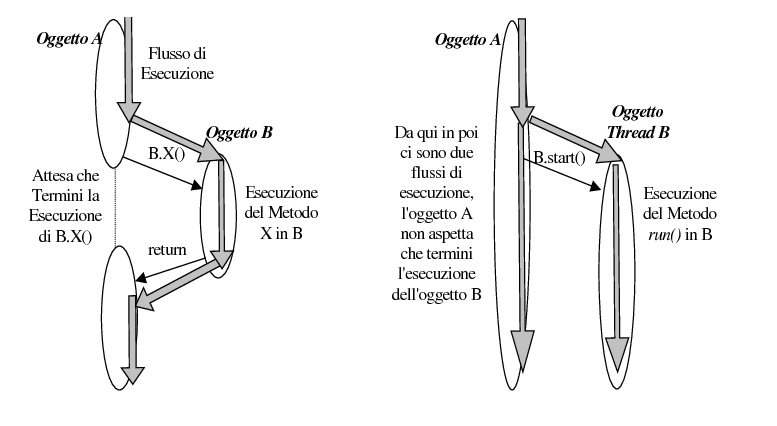 Oggetto A
Flusso di
Esecuzione
Oggetto B
B.X()
Attesa che
Termini la
Esecuzione
di B.X()
Esecuzione
del Metodo
X in B
return
Oggetto A
Oggetto
Thread B
Da qui in poi
ci sono due
flussi di
esecuzione,
l'oggetto A
non aspetta
che termini
l'esecuzione
dell'oggetto B
B.start()
Esecuzione
del Metodo
run() in B